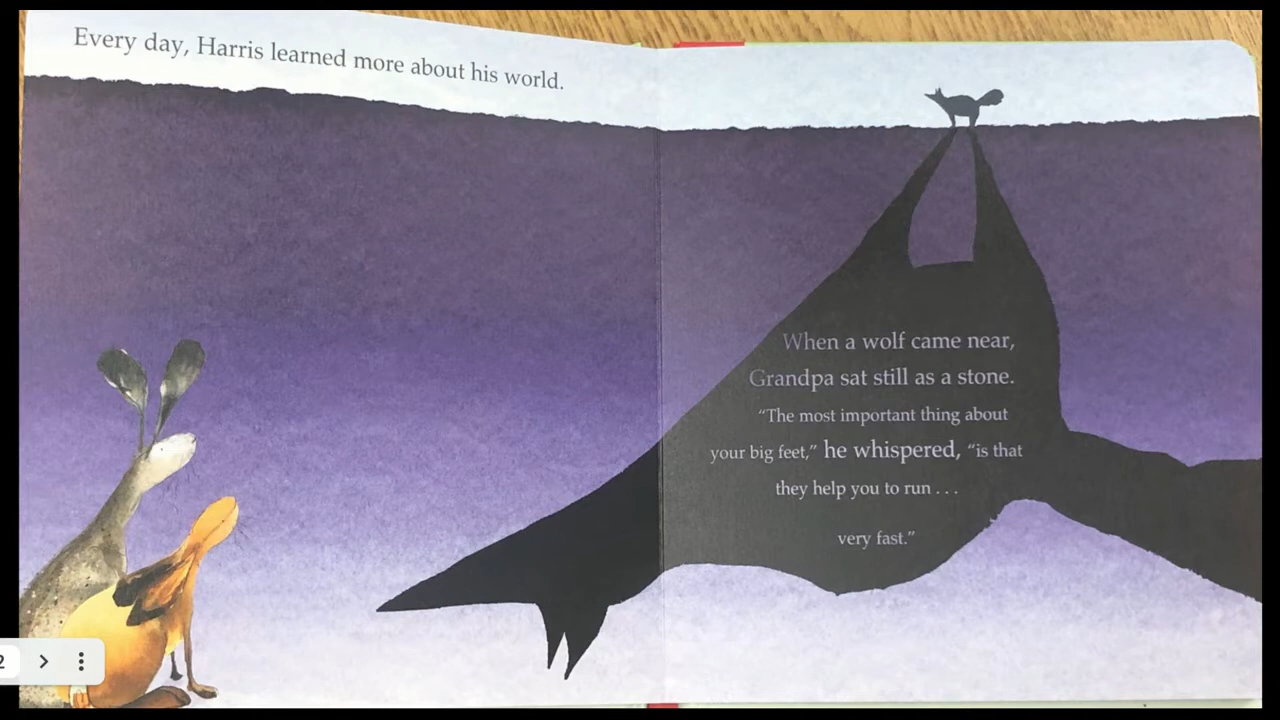 Every day, Harris learned more about his world.
When a wolf came near,
Grandpa sat still as a stone.
“The most important thing about
your big feet,” he whispered, “is that
they help you to run . . .
very fast.”
2